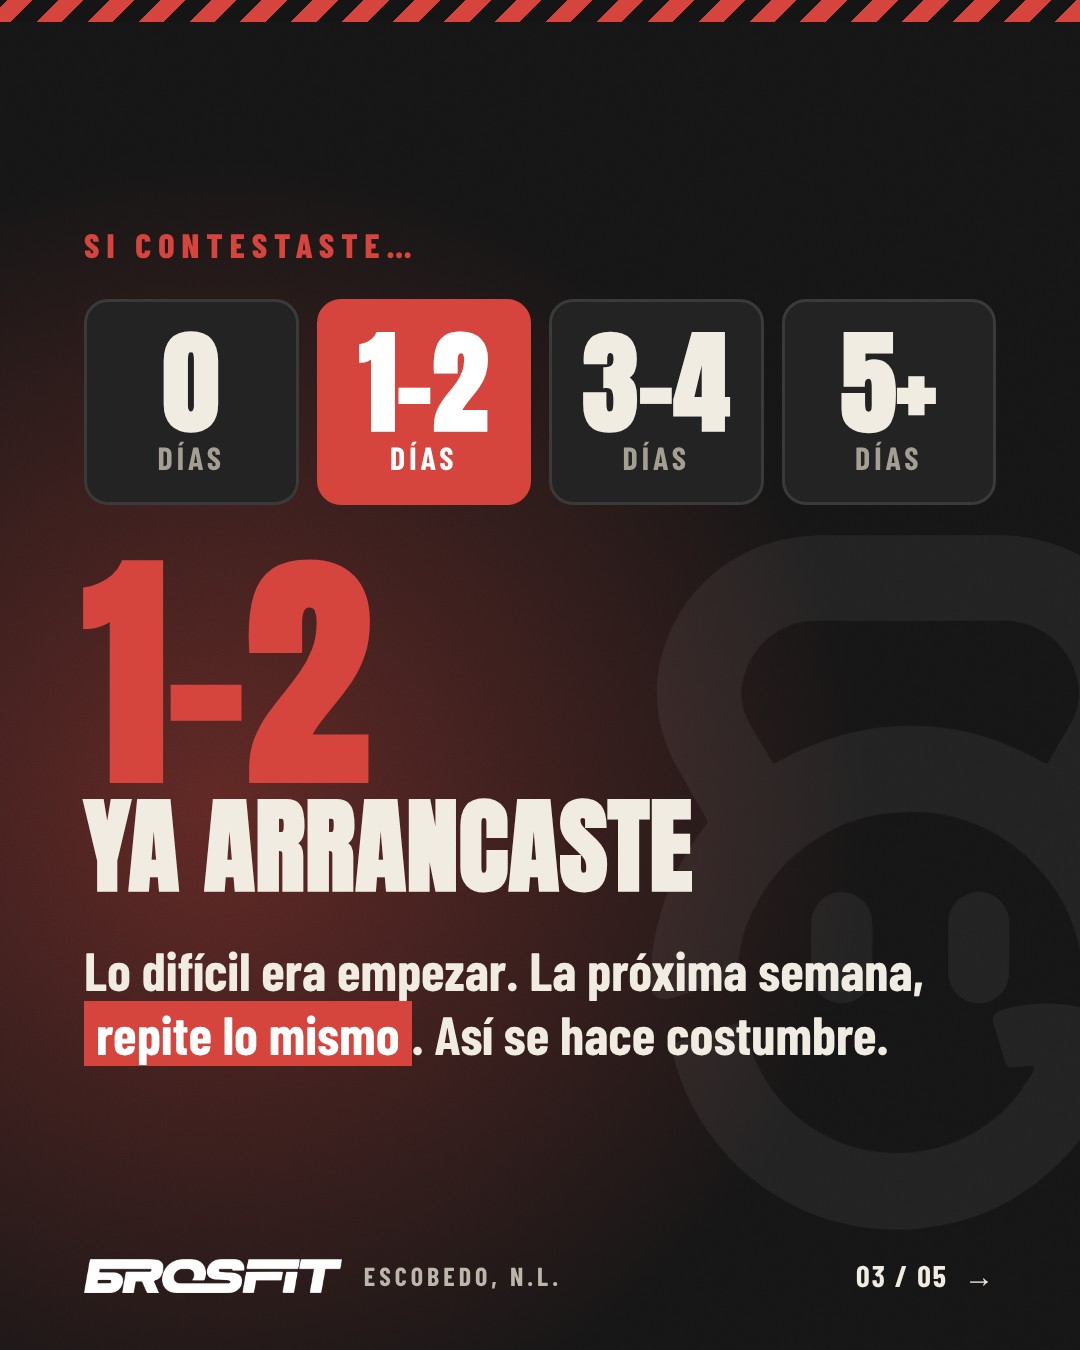 SI CONTESTASTE...
0 1-2 3-4 5+
DÍAS DÍAS DÍAS DÍAS
1-2
YA ARRANCASTE
Lo difícil era empezar. La próxima semana,
repite lo mismo. Así se hace costumbre.
BROSFIT ESCOBEDO, N.L. 03 / 05 →